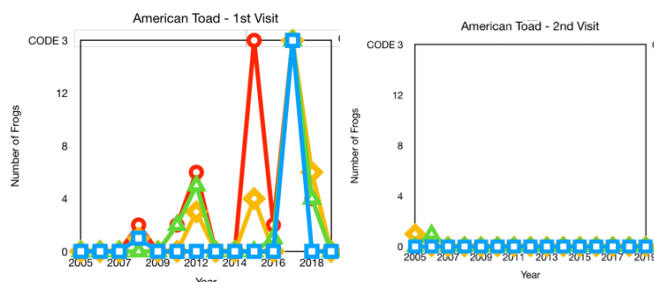 American Toad - 1st Visit
CODE 3
12
8
4
0
Number of Frogs
2005 2007 2009 2012 2014 2016 2018
Year
American Toad - 2nd Visit
CODE 3
12
8
4
0
Number of Frogs
2005 2007 2009 2011 2013 2015 2017 2019
Year